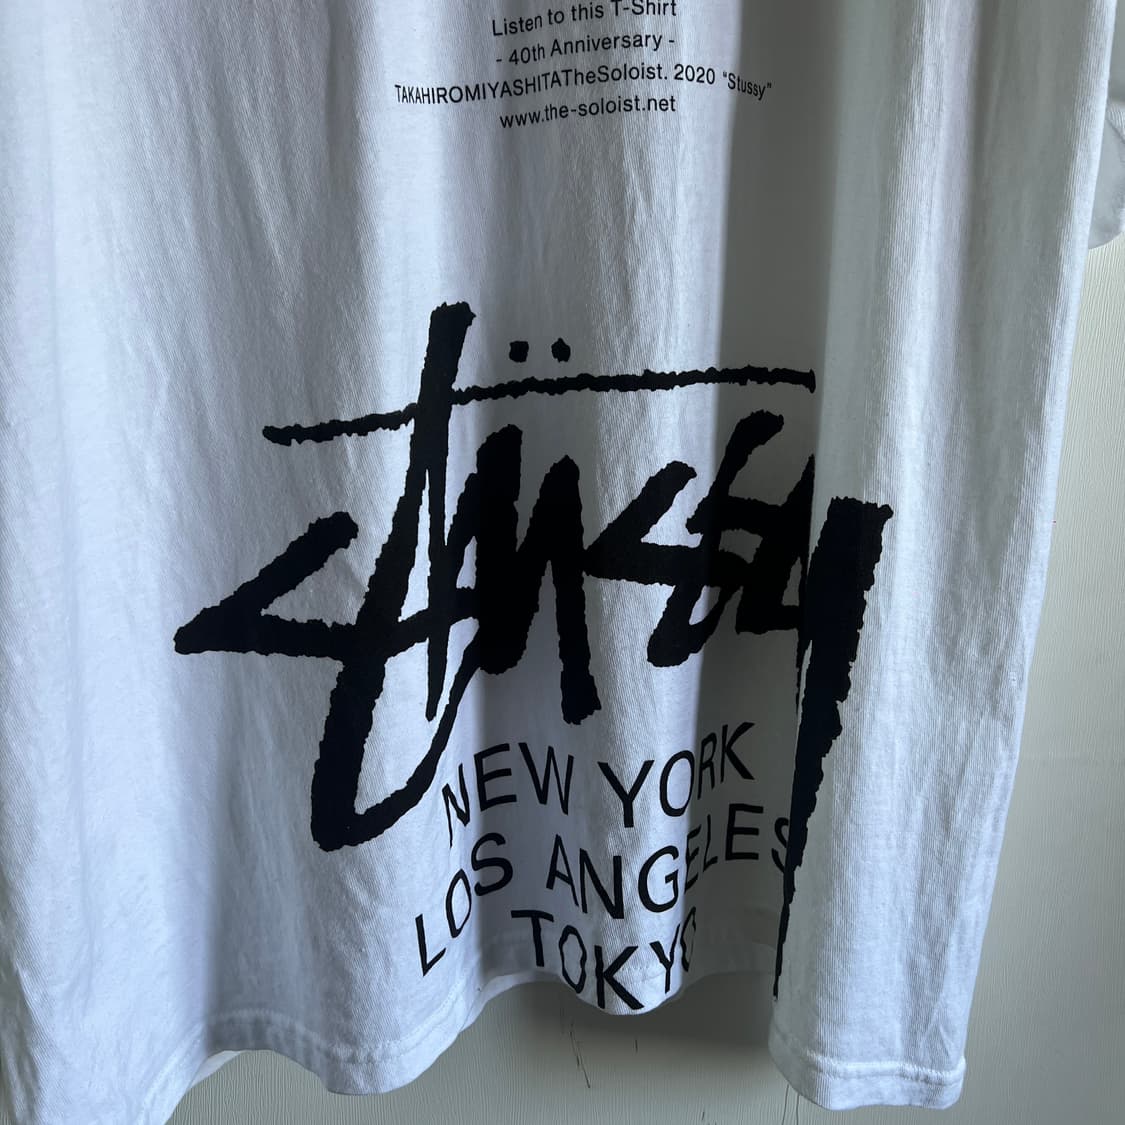 Listen to this T-Shirt
- 40th Anniversary -
TAKAHIROMIYASHITATheSoloist. 2020 “Stussy”
www.the-soloist.net
Stüssy
NEW YORK
LOS ANGELES
TOKYO